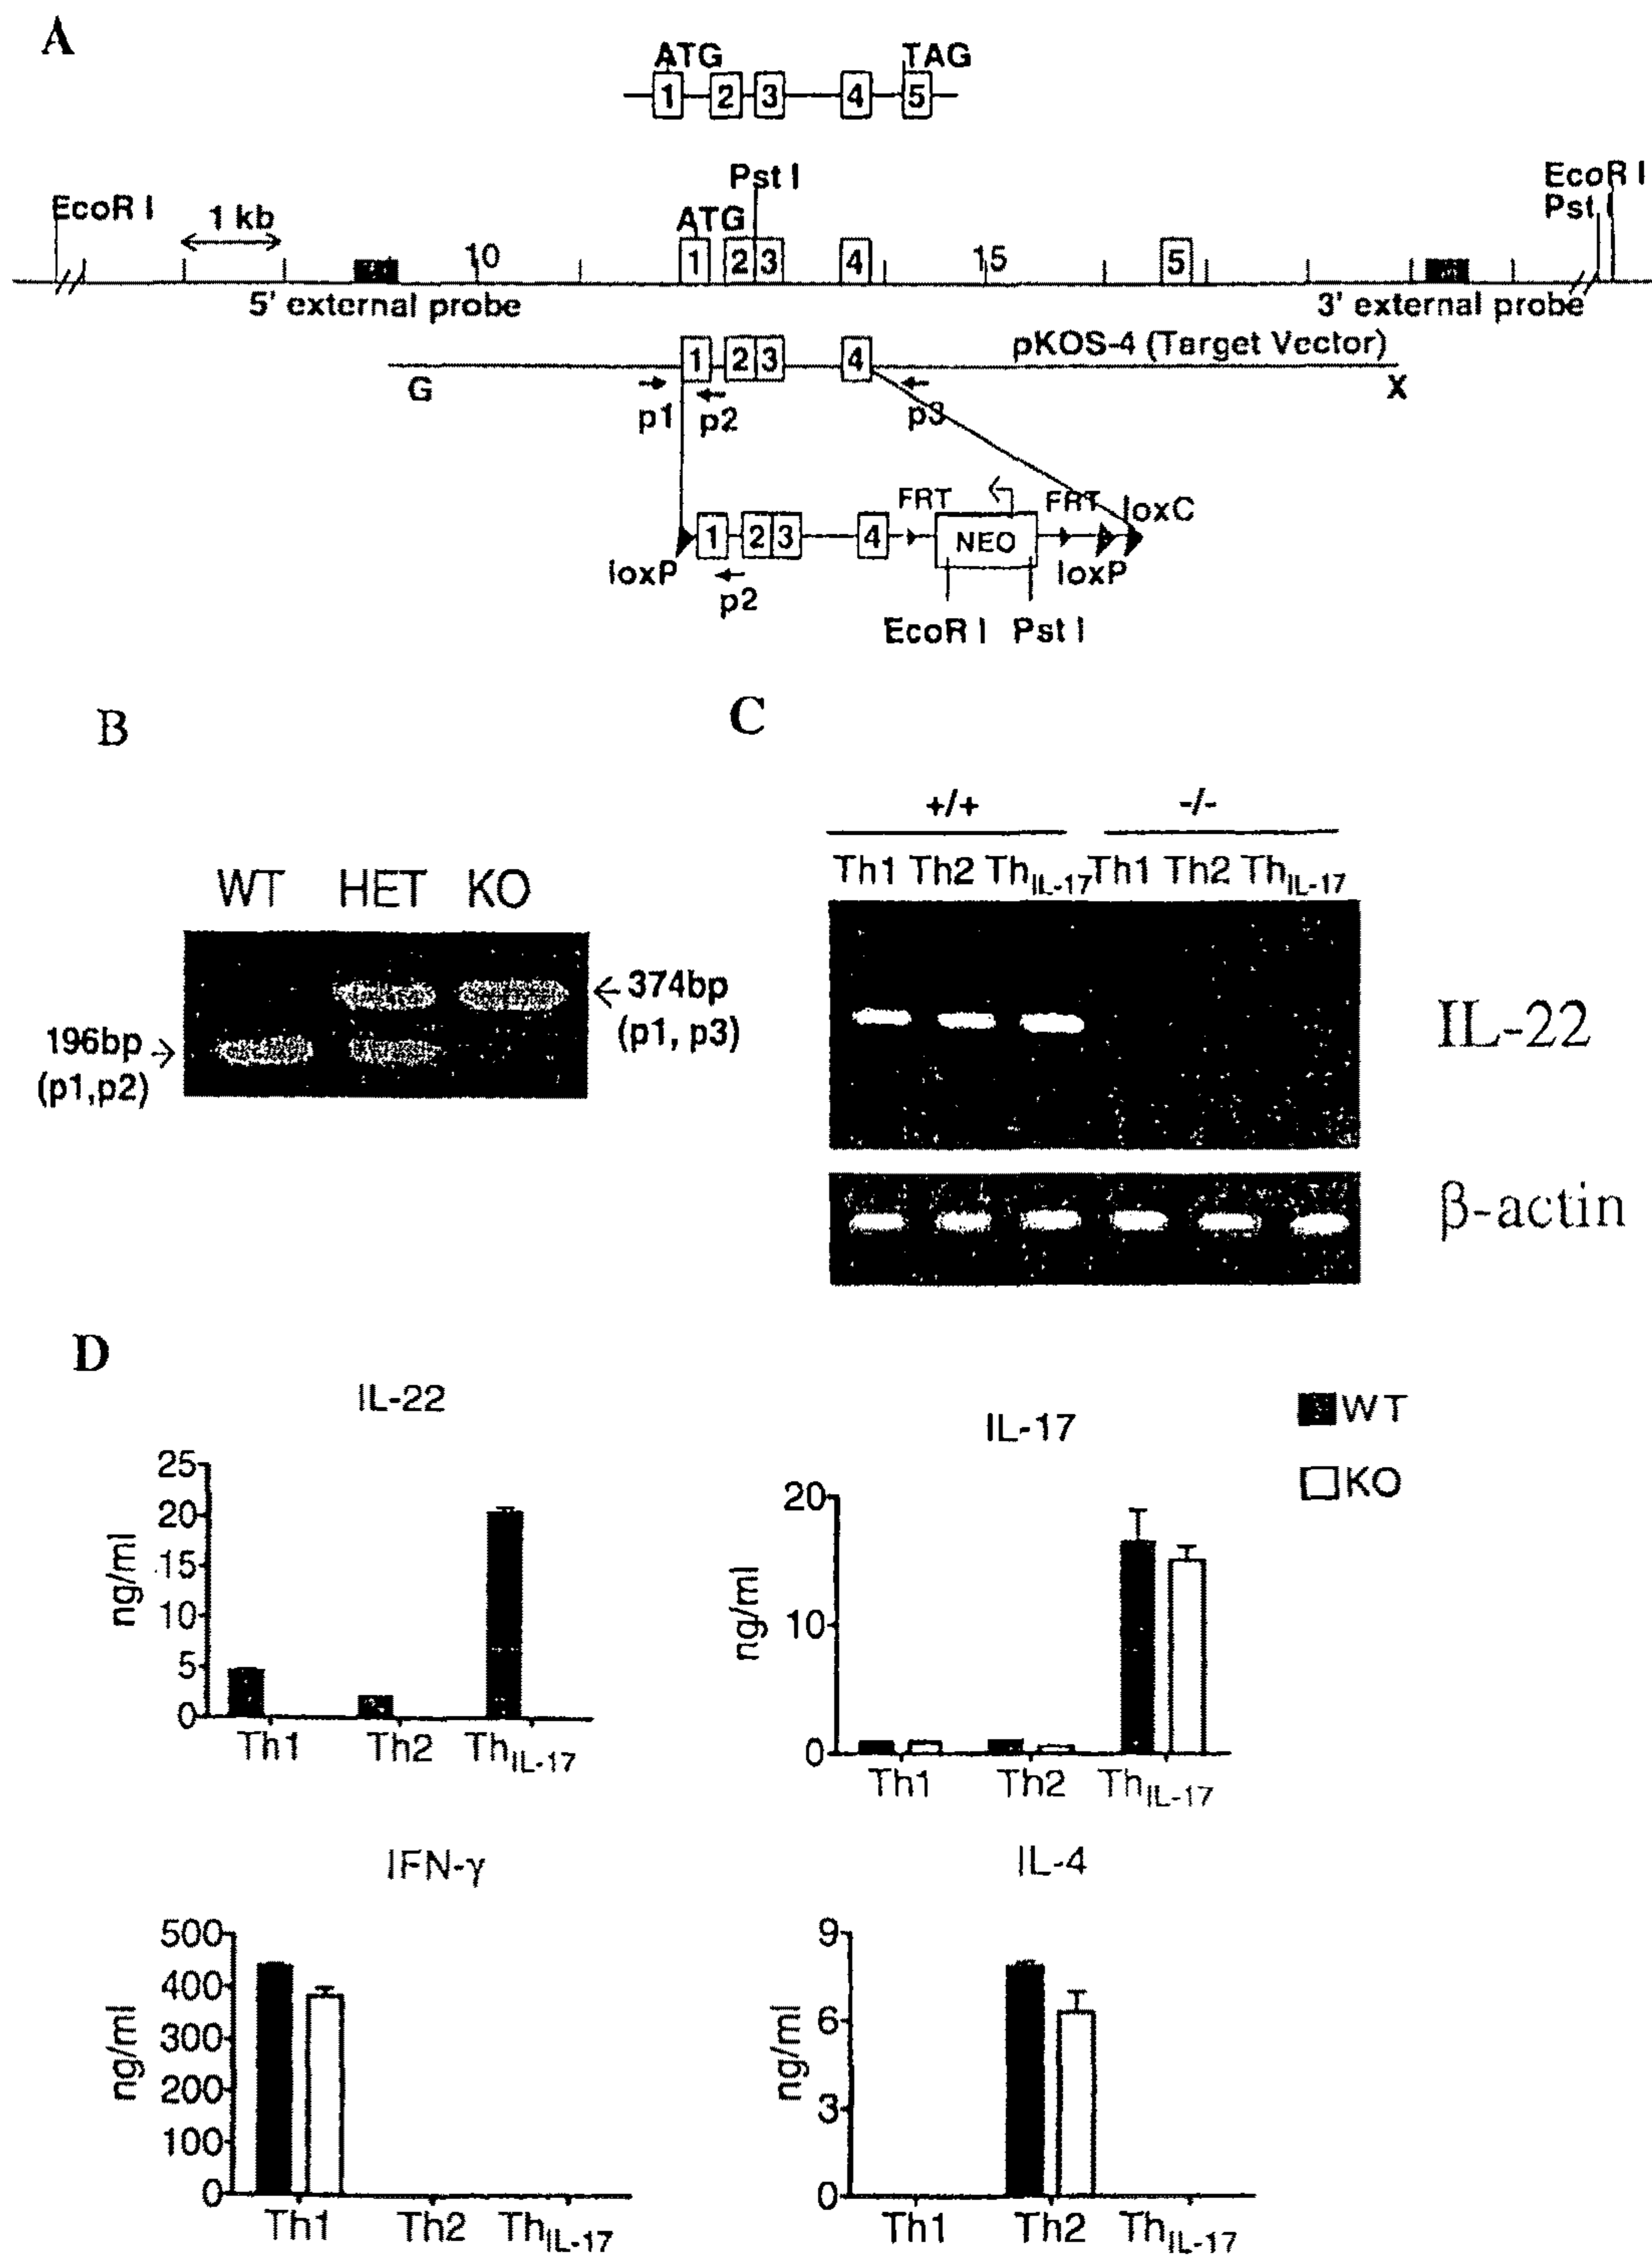 A
ATG TAG
1 2 3 4 5
Pst I
EcoR I 1 kb ATG EcoR I
Pst I
10 1 2 3 4 15 5
5' external probe 3' external probe
1 2 3 4 pKOS-4 (Target Vector)
G p1 p2 p3 X
FRT FRT loxC
1 2 3 4 NEO
loxP p2 loxP
EcoR I Pst I
B
WT HET KO
374bp
(p1, p3)
196bp
(p1,p2)
C
+/+ -/-
Th1 Th2 ThIL-17 Th1 Th2 ThIL-17
IL-22
β-actin
D
IL-22
25
20
15
10
5
0
ng/ml
Th1 Th2 ThIL-17
IL-17
20
10
0
ng/ml
Th1 Th2 ThIL-17
WT
KO
IFN-γ
500
400
300
200
100
0
ng/ml
Th1 Th2 ThIL-17
IL-4
9
6
3
0
ng/ml
Th1 Th2 ThIL-17